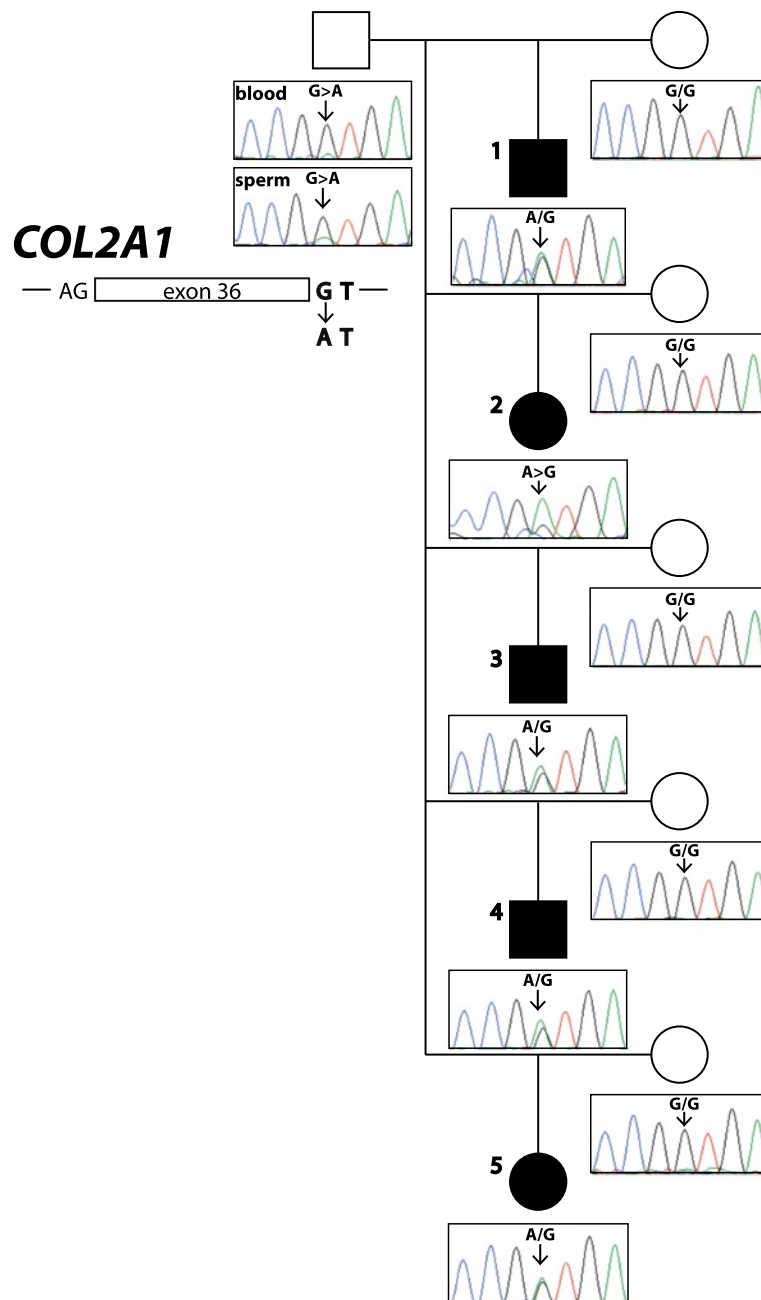 blood G>A
G/G
sperm G>A
1
A/G
COL2A1
AG exon 36 G T
A T
G/G
2
A>G
G/G
3
A/G
G/G
4
A/G
G/G
5
A/G